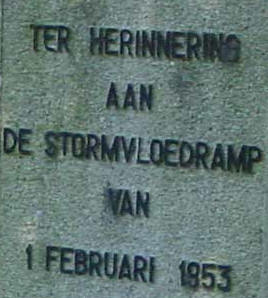 TER HERINNERING
AAN
DE STORMVLOEDRAMP
VAN
1 FEBRUARI 1953